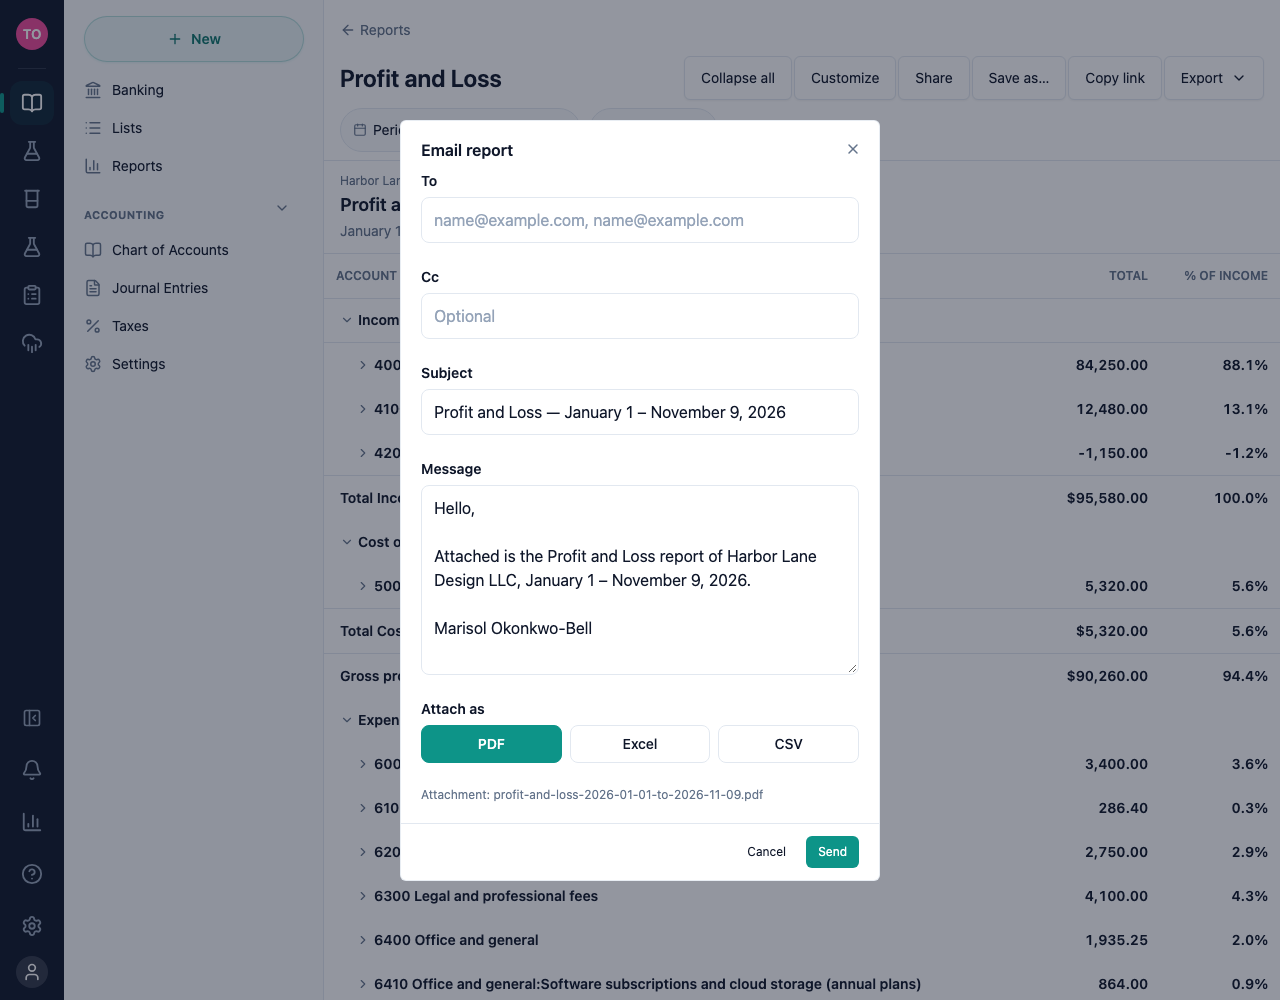 TO
New
Banking
Lists
Reports
ACCOUNTING
Chart of Accounts
Journal Entries
Taxes
Settings
Reports
Profit and Loss
Collapse all
Customize
Share
Save as...
Copy link
Export
Harbor
January 1
ACCOUNT
TOTAL
% OF INCOME
84,250.00
88.1%
12,480.00
13.1%
-1,150.00
-1.2%
Total
$95,580.00
100.0%
Cost
5,320.00
5.6%
Total
$5,320.00
5.6%
Gross
$90,260.00
94.4%
3,400.00
3.6%
286.40
0.3%
2,750.00
2.9%
6300 Legal and professional fees
4,100.00
4.3%
6400 Office and general
1,935.25
2.0%
6410 Office and general:Software subscriptions and cloud storage (annual plans)
864.00
0.9%
Email report
To
name@example.com, name@example.com
Cc
Optional
Subject
Profit and Loss — January 1 – November 9, 2026
Message
Hello,
Attached is the Profit and Loss report of Harbor Lane
Design LLC, January 1 – November 9, 2026.
Marisol Okonkwo-Bell
Attach as
PDF
Excel
CSV
Attachment: profit-and-loss-2026-01-01-to-2026-11-09.pdf
Cancel
Send